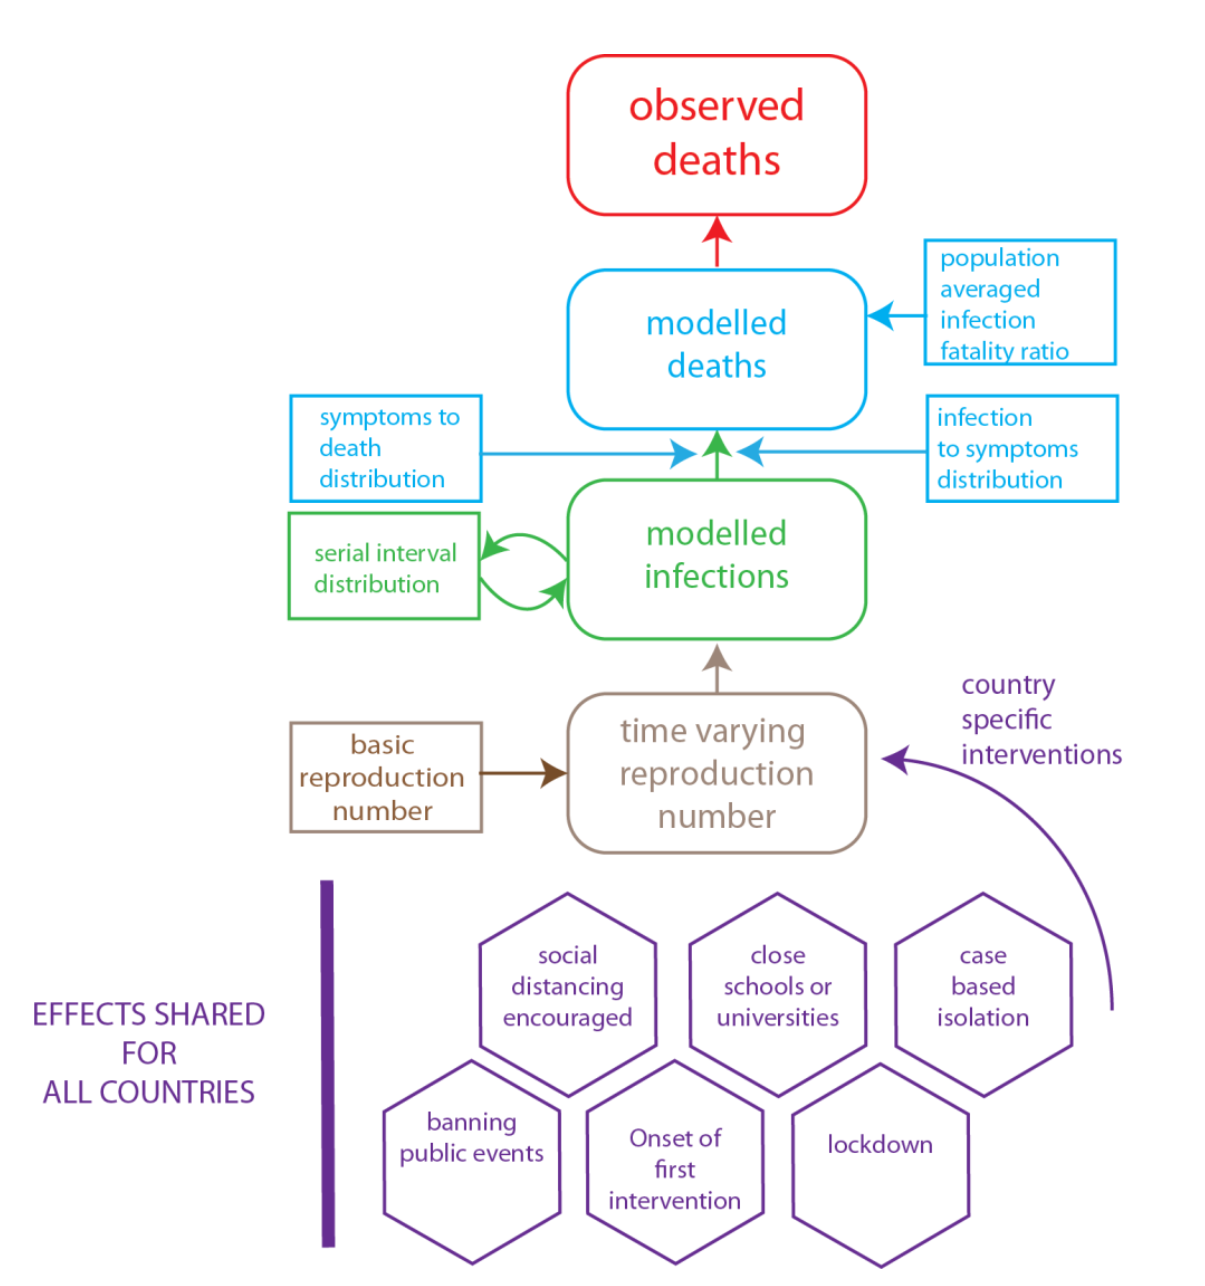 observed
deaths
modelled
deaths
population
averaged
infection
fatality ratio
symptoms to
death
distribution
infection
to symptoms
distribution
serial interval
distribution
modelled
infections
basic
reproduction
number
time varying
reproduction
number
country
specific
interventions
EFFECTS SHARED
FOR
ALL COUNTRIES
social
distancing
encouraged
close
schools or
universities
case
based
isolation
banning
public events
Onset of
first
intervention
lockdown